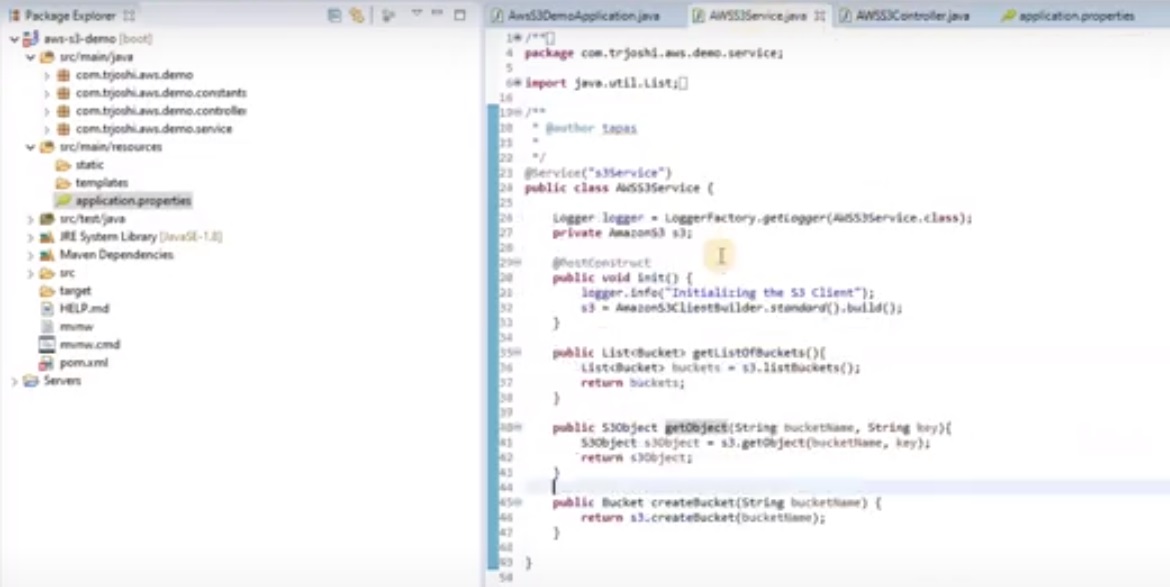 Package Explorer
aws-s3-demo [boot]
src/main/java
com.trjoshi.aws.demo
com.trjoshi.aws.demo.constants
com.trjoshi.aws.demo.controller
com.trjoshi.aws.demo.service
src/main/resources
static
templates
application.properties
src/test/java
JRE System Library [JavaSE-1.8]
Maven Dependencies
src
target
HELP.md
mvnw
mvnw.cmd
pom.xml
Servers
AwsS3DemoApplication.java AWSS3Service.java AWSS3Controller.java application.properties
1 /**
4 package com.trjoshi.aws.demo.service;
5
6 import java.util.List;
16
19 /**
20 * @author tapas
21 *
22 */
23 @Service("s3Service")
24 public class AWSS3Service {
25
26 Logger logger = LoggerFactory.getLogger(AWSS3Service.class);
27 private AmazonS3 s3;
28
29 @PostConstruct
30 public void init() {
31 logger.info("Initializing the S3 Client");
32 s3 = AmazonS3ClientBuilder.standard().build();
33 }
34
35 public List<Bucket> getListOfBuckets(){
36 List<Bucket> buckets = s3.listBuckets();
37 return buckets;
38 }
39
40 public S3Object getObject(String bucketName, String key){
41 S3Object s3Object = s3.getObject(bucketName, key);
42 return s3Object;
43 }
44
45 public Bucket createBucket(String bucketName) {
46 return s3.createBucket(bucketName);
47 }
48
49 }
50